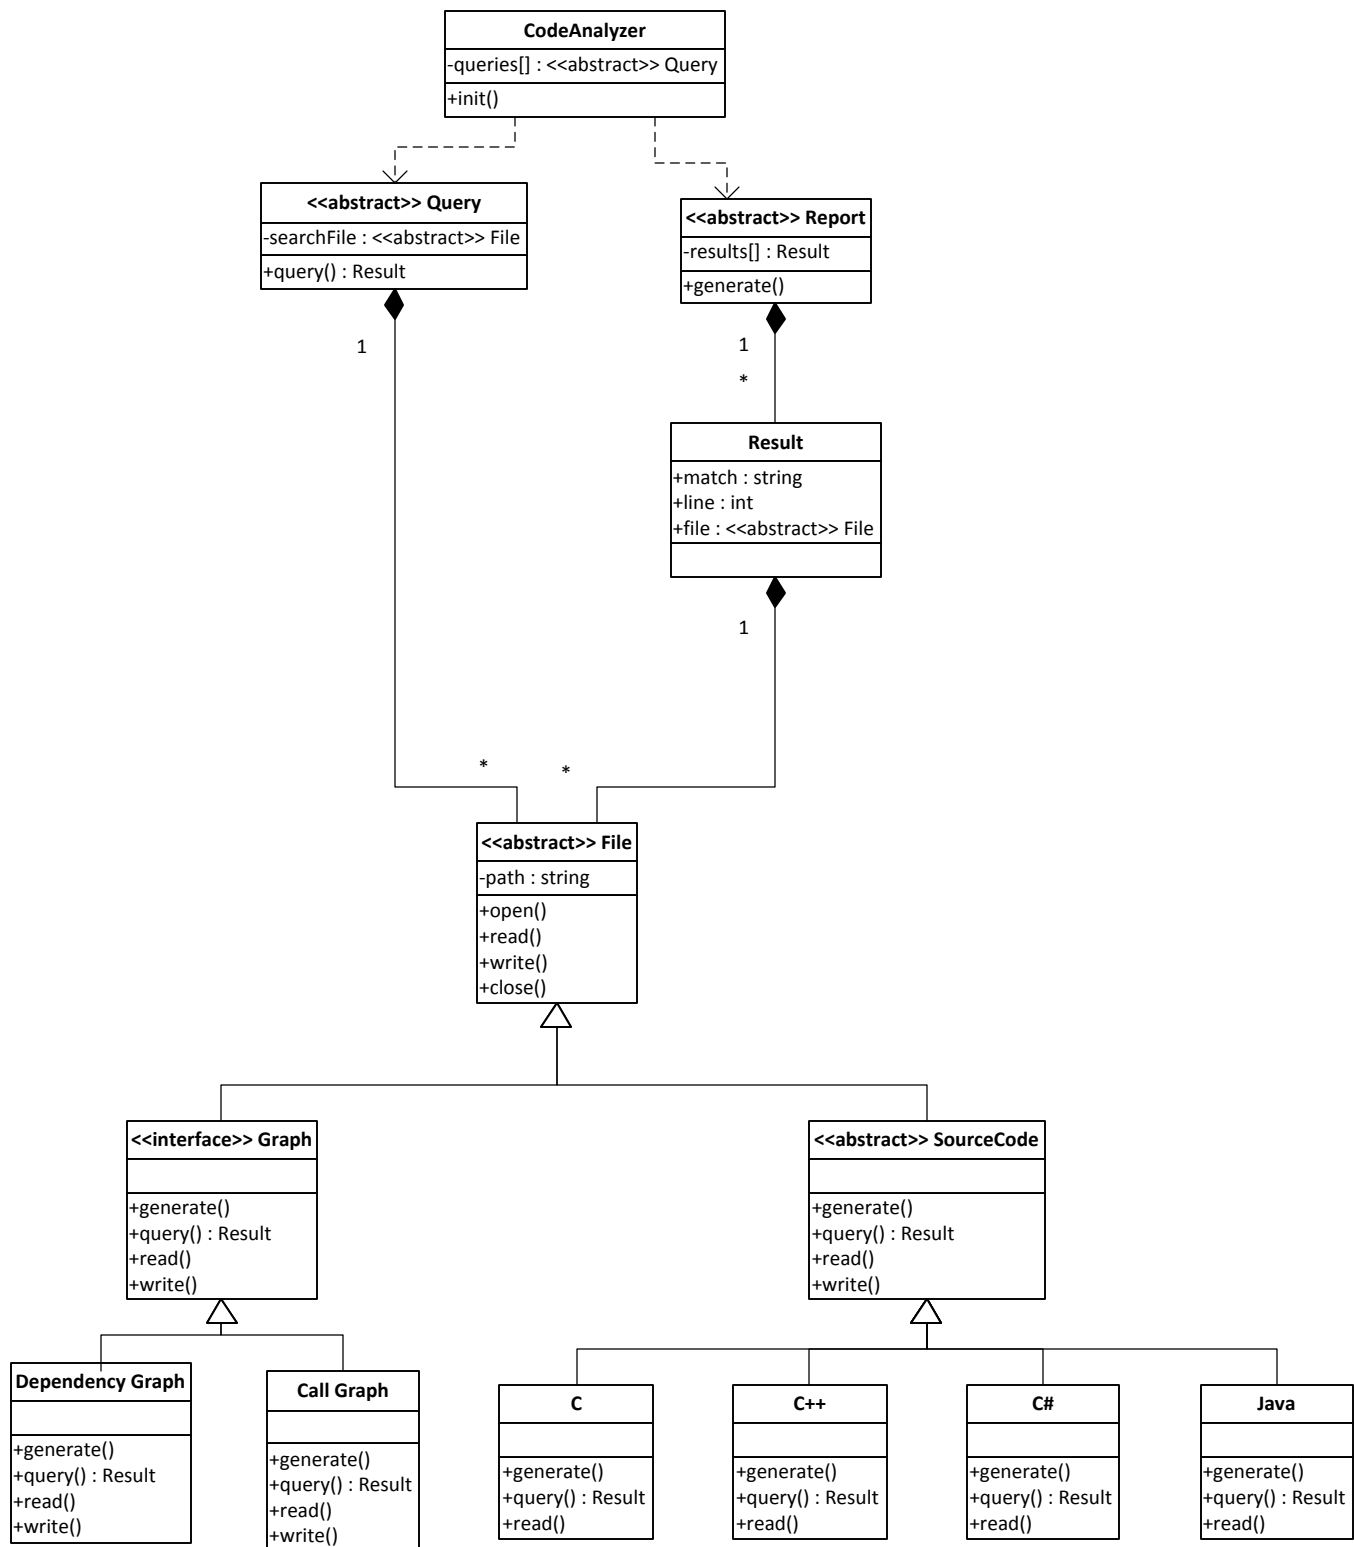 CodeAnalyzer
-queries[] : <<abstract>> Query
+init()
<<abstract>> Query
-searchFile : <<abstract>> File
+query() : Result
<<abstract>> Report
-results[] : Result
+generate()
1
1
*
Result
+match : string
+line : int
+file : <<abstract>> File
1
*
*
<<abstract>> File
-path : string
+open()
+read()
+write()
+close()
<<interface>> Graph
+generate()
+query() : Result
+read()
+write()
<<abstract>> SourceCode
+generate()
+query() : Result
+read()
+write()
Dependency Graph
+generate()
+query() : Result
+read()
+write()
Call Graph
+generate()
+query() : Result
+read()
+write()
C
+generate()
+query() : Result
+read()
C++
+generate()
+query() : Result
+read()
C#
+generate()
+query() : Result
+read()
Java
+generate()
+query() : Result
+read()